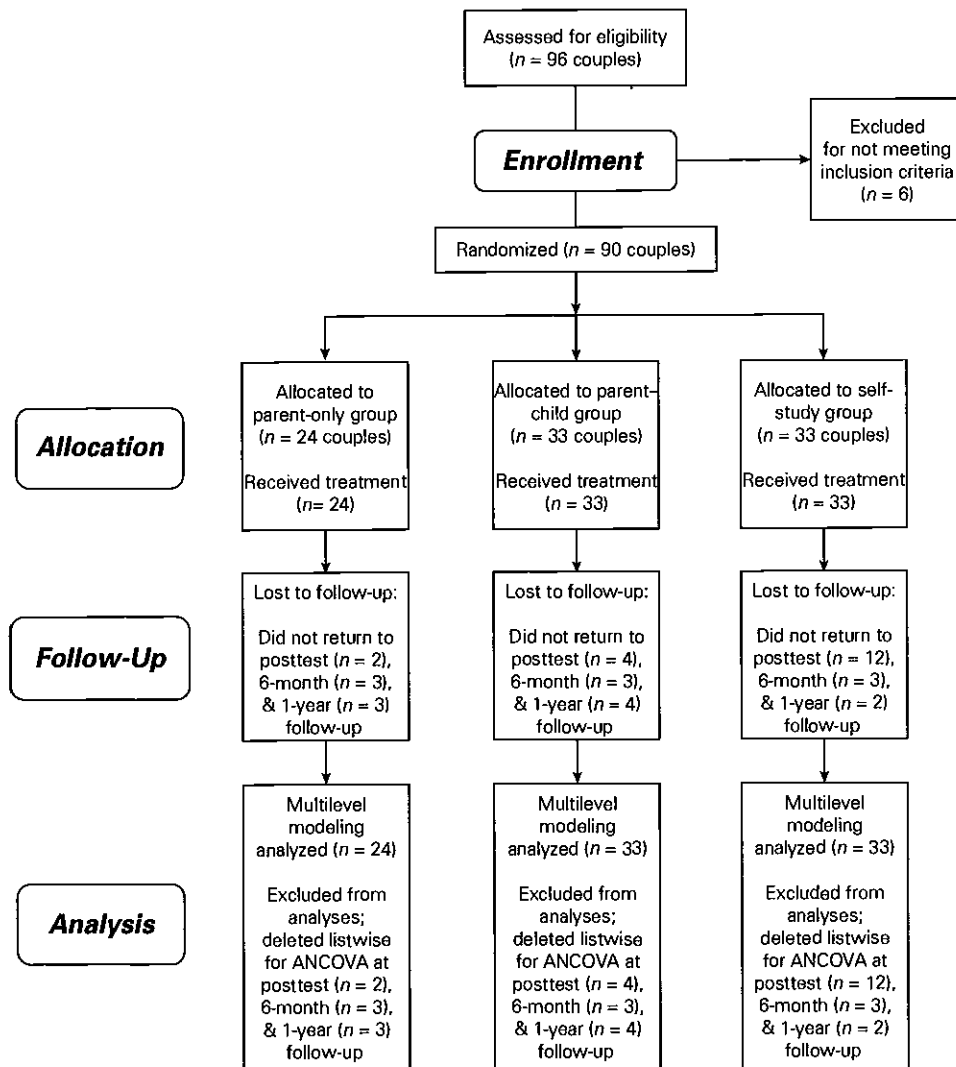 Assessed for eligibility
(n = 96 couples)
Enrollment
Excluded
for not meeting
inclusion criteria
(n = 6)
Randomized (n = 90 couples)
Allocation
Allocated to
parent-only group
(n = 24 couples)
Received treatment
(n= 24)
Allocated to parent–
child group
(n = 33 couples)
Received treatment
(n = 33)
Allocated to self-
study group
(n = 33 couples)
Received treatment
(n = 33)
Follow-Up
Lost to follow-up:
Did not return to
posttest (n = 2),
6-month (n = 3),
& 1-year (n = 3)
follow-up
Lost to follow-up:
Did not return to
posttest (n = 4),
6-month (n = 3),
& 1-year (n = 4)
follow-up
Lost to follow-up:
Did not return to
posttest (n = 12),
6-month (n = 3),
& 1-year (n = 2)
follow-up
Analysis
Multilevel
modeling
analyzed (n = 24)
Excluded from
analyses;
deleted listwise
for ANCOVA at
posttest (n = 2),
6-month (n = 3),
& 1-year (n = 3)
follow-up
Multilevel
modeling
analyzed (n = 33)
Excluded from
analyses;
deleted listwise
for ANCOVA at
posttest (n = 4),
6-month (n = 3),
& 1-year (n = 4)
follow-up
Multilevel
modeling
analyzed (n = 33)
Excluded from
analyses;
deleted listwise
for ANCOVA at
posttest (n = 12),
6-month (n = 3),
& 1-year (n = 2)
follow-up